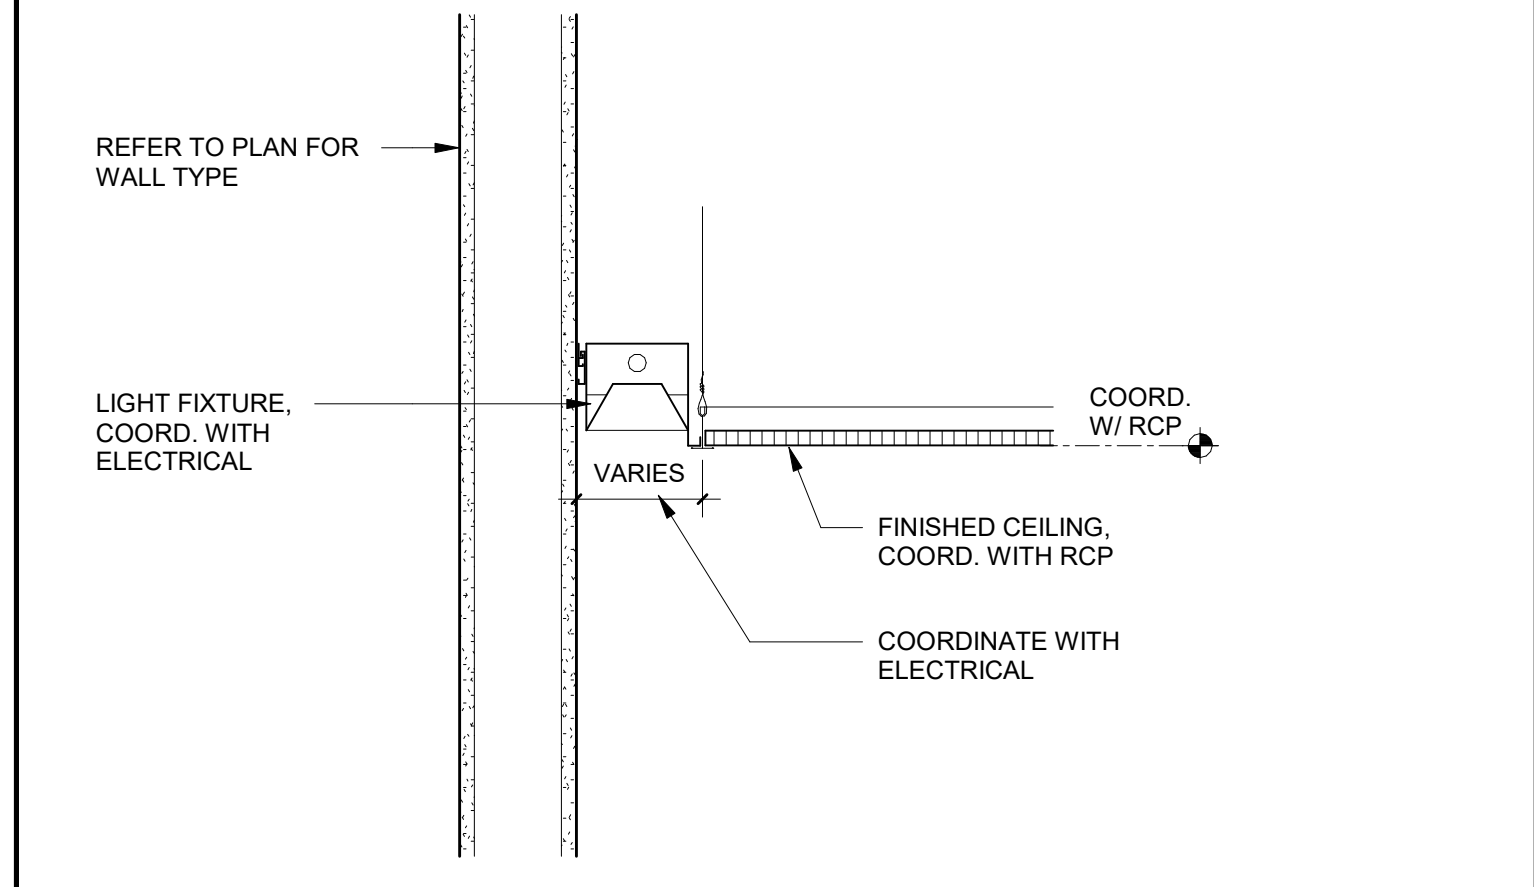 REFER TO PLAN FOR
WALL TYPE
LIGHT FIXTURE,
COORD. WITH
ELECTRICAL
COORD.
W/ RCP
VARIES
FINISHED CEILING,
COORD. WITH RCP
COORDINATE WITH
ELECTRICAL